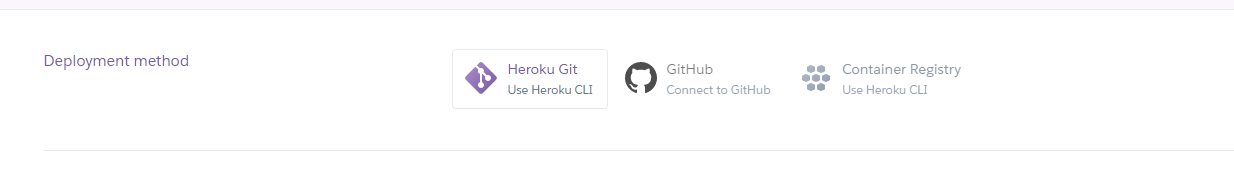 Deployment method
Heroku Git
Use Heroku CLI
GitHub
Connect to GitHub
Container Registry
Use Heroku CLI